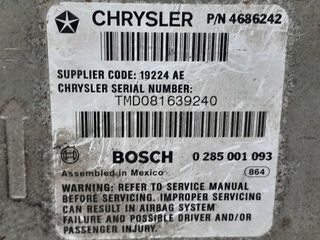 CHRYSLER P/N 4686242
SUPPLIER CODE: 19224 AE
CHRYSLER SERIAL NUMBER:
TMD081639240
BOSCH 0 285 001 093
Assembled in Mexico 864
WARNING: REFER TO SERVICE MANUAL
BEFORE SERVICING. IMPROPER SERVICING
CAN RESULT IN AIRBAG SYSTEM
FAILURE AND POSSIBLE DRIVER AND/OR
PASSENGER INJURY.